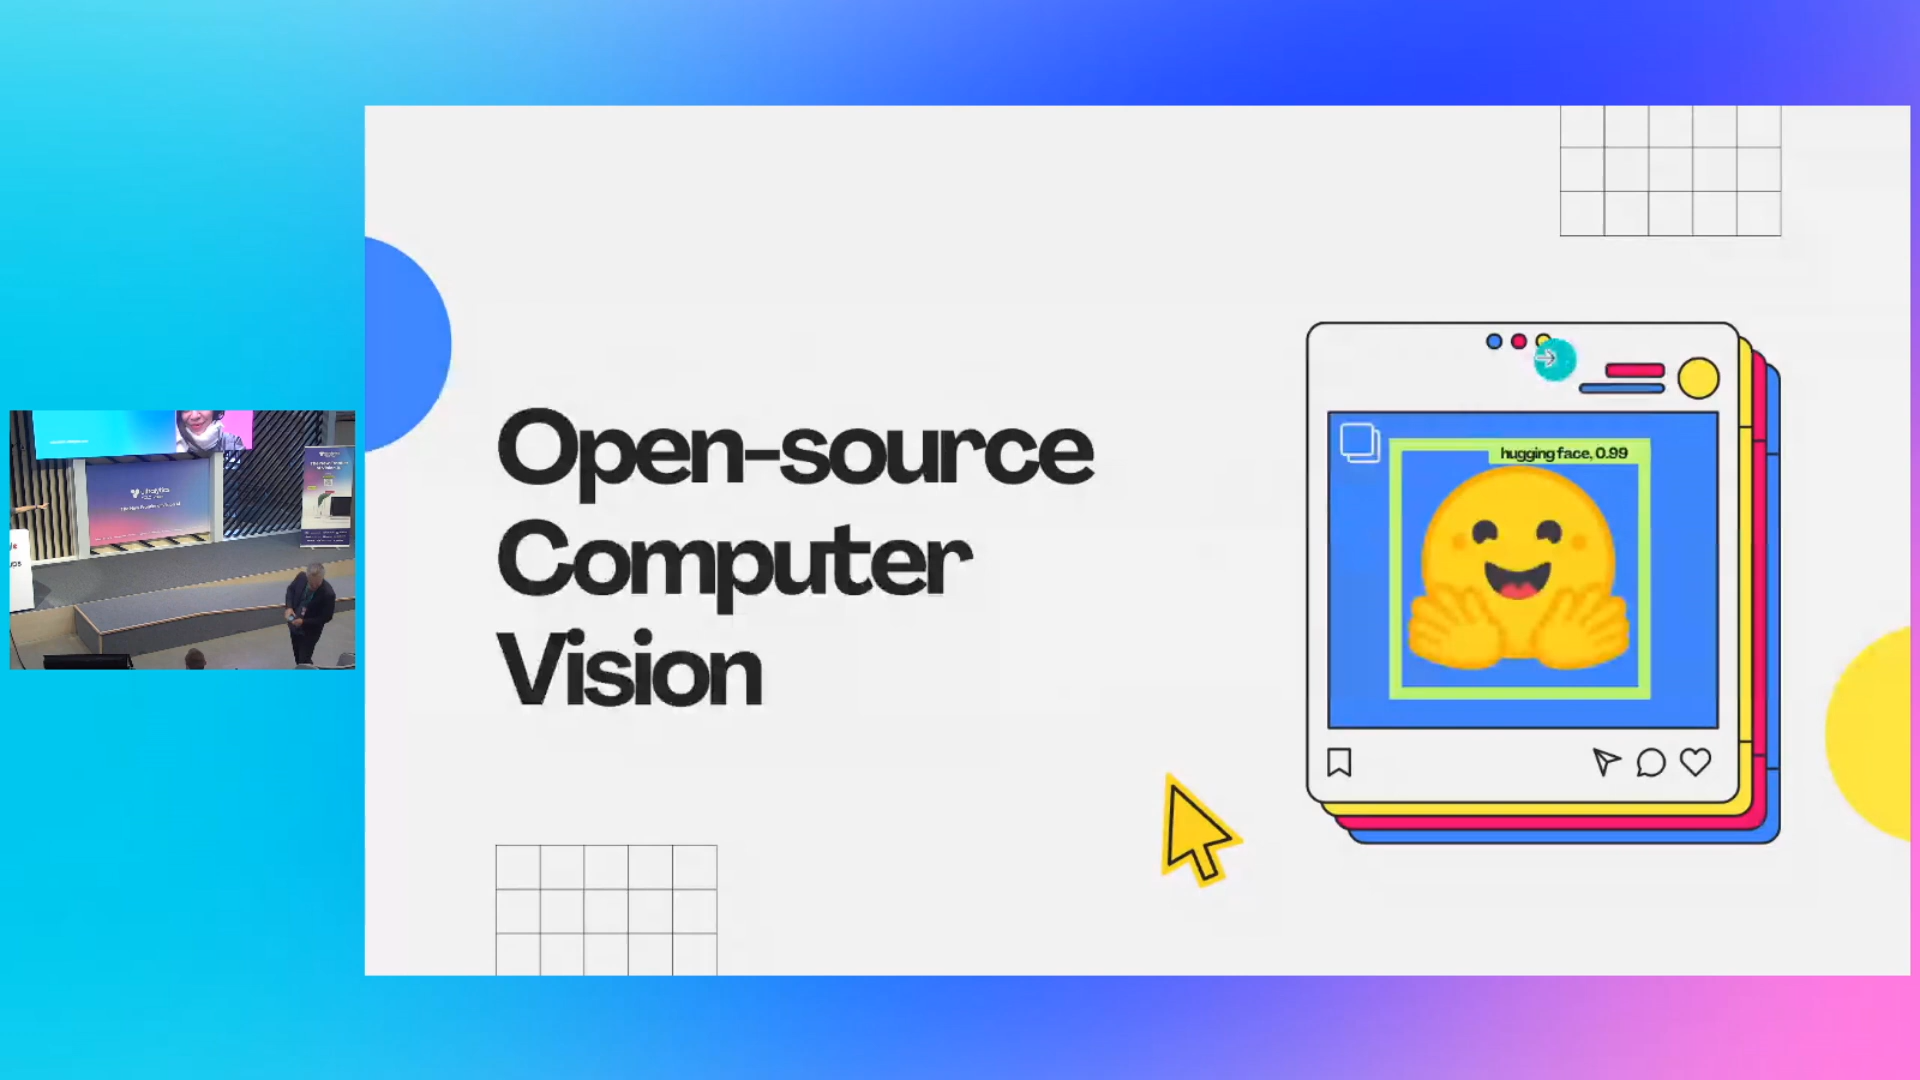 Open-source
Computer
Vision
hugging face, 0.99